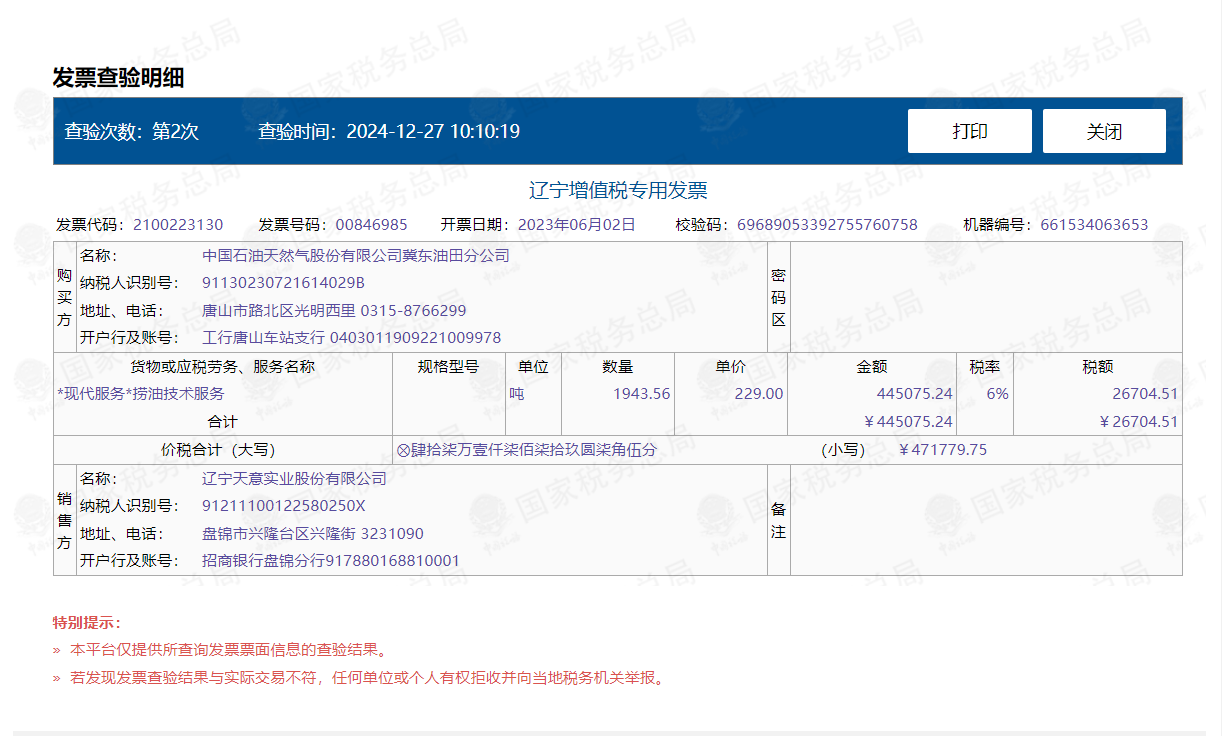 发票查验明细
查验次数：第2次 查验时间：2024-12-27 10:10:19 打印 关闭
辽宁增值税专用发票
发票代码：2100223130 发票号码：00846985 开票日期：2023年06月02日 校验码：69689053392755760758 机器编号：661534063653
购买方
名称： 中国石油天然气股份有限公司冀东油田分公司
纳税人识别号： 91130230721614029B
地址、电话： 唐山市路北区光明西里 0315-8766299
开户行及账号： 工行唐山车站支行 0403011909221009978
密码区
货物或应税劳务、服务名称 规格型号 单位 数量 单价 金额 税率 税额
*现代服务*捞油技术服务 吨 1943.56 229.00 445075.24 6% 26704.51
合计 ￥445075.24 ￥26704.51
价税合计（大写） ⊗肆拾柒万壹仟柒佰柒拾玖圆柒角伍分 （小写） ￥471779.75
销售方
名称： 辽宁天意实业股份有限公司
纳税人识别号： 91211100122580250X
地址、电话： 盘锦市兴隆台区兴隆街 3231090
开户行及账号： 招商银行盘锦分行917880168810001
备注
特别提示：
» 本平台仅提供所查询发票票面信息的查验结果。
» 若发现发票查验结果与实际交易不符，任何单位或个人有权拒收并向当地税务机关举报。
国家税务总局